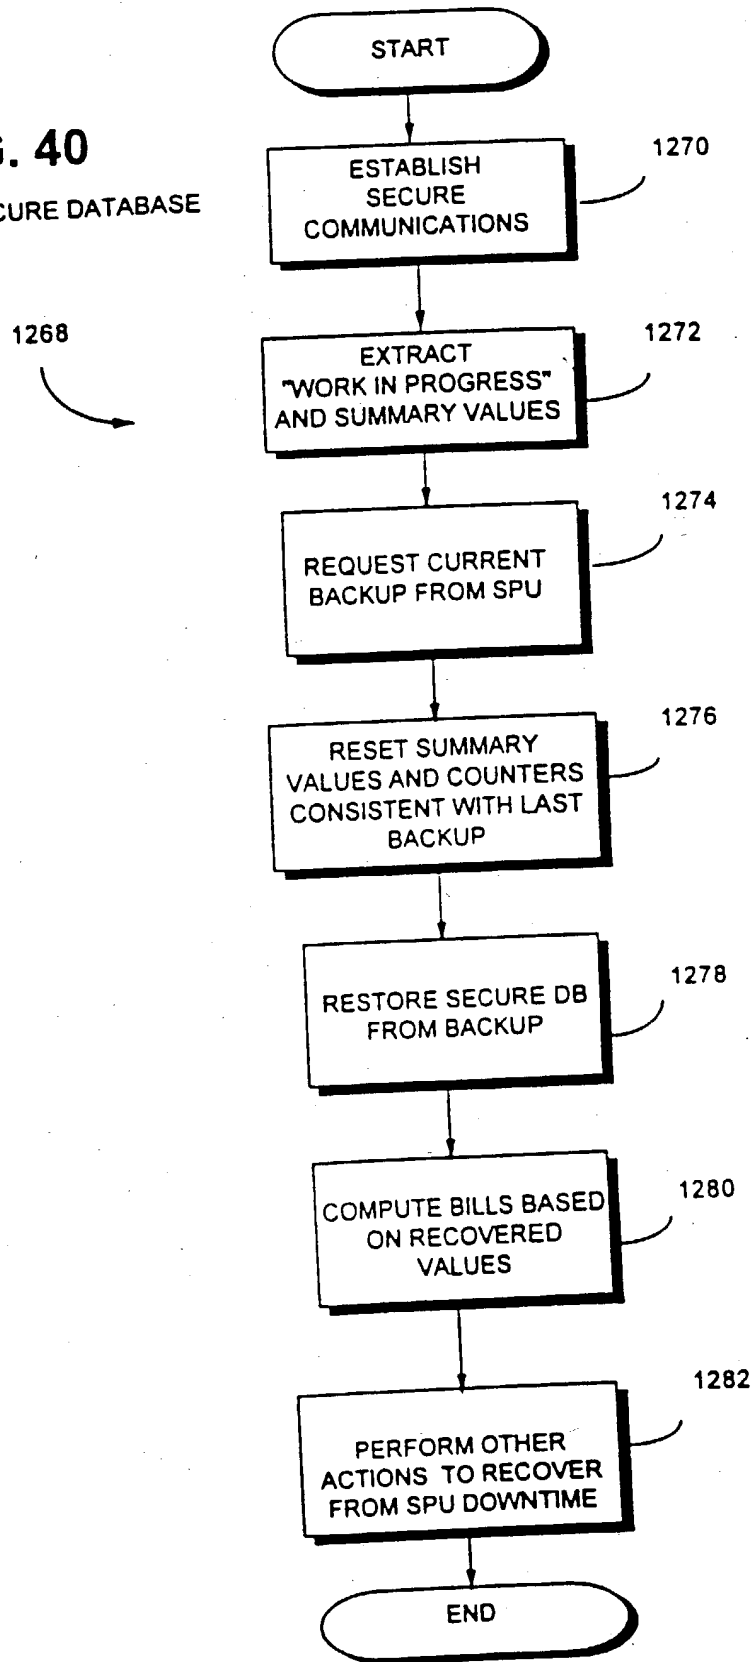 START
. 40
CURE DATABASE
1268
ESTABLISH
SECURE
COMMUNICATIONS
1270
EXTRACT
"WORK IN PROGRESS"
AND SUMMARY VALUES
1272
REQUEST CURRENT
BACKUP FROM SPU
1274
RESET SUMMARY
VALUES AND COUNTERS
CONSISTENT WITH LAST
BACKUP
1276
RESTORE SECURE DB
FROM BACKUP
1278
COMPUTE BILLS BASED
ON RECOVERED
VALUES
1280
PERFORM OTHER
ACTIONS TO RECOVER
FROM SPU DOWNTIME
1282
END